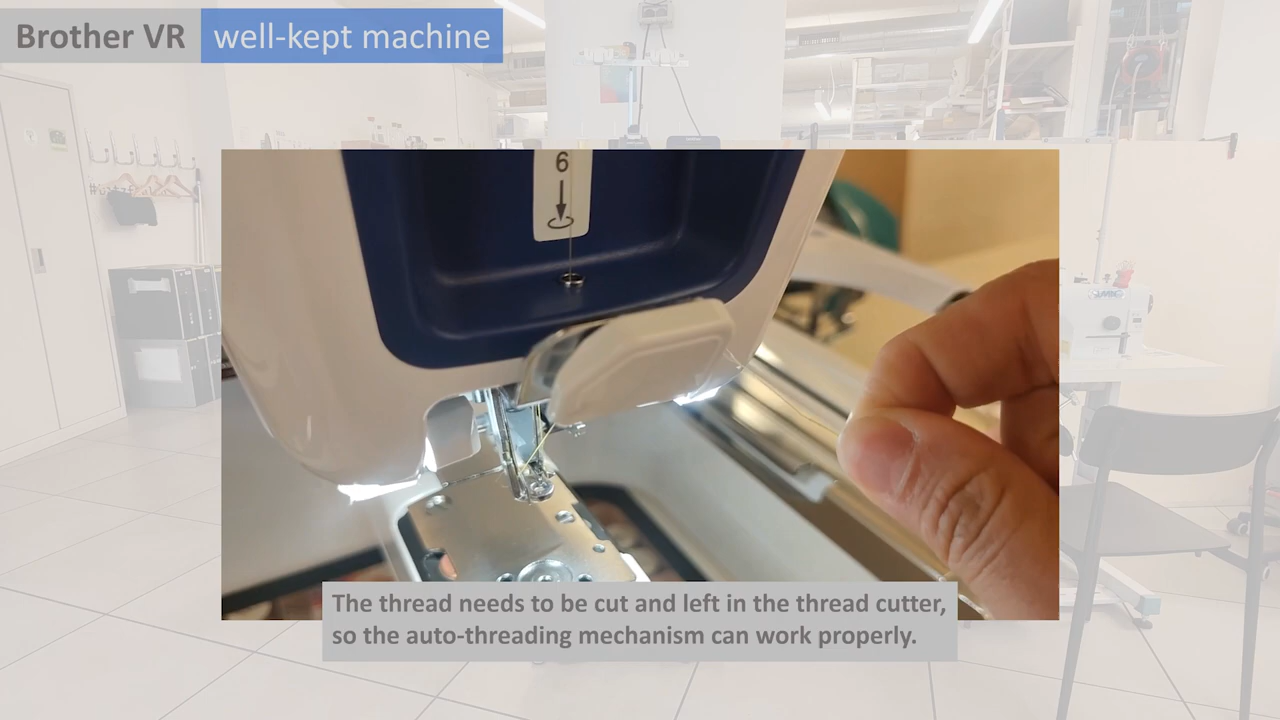 Brother VR well-kept machine
6
The thread needs to be cut and left in the thread cutter,
so the auto-threading mechanism can work properly.